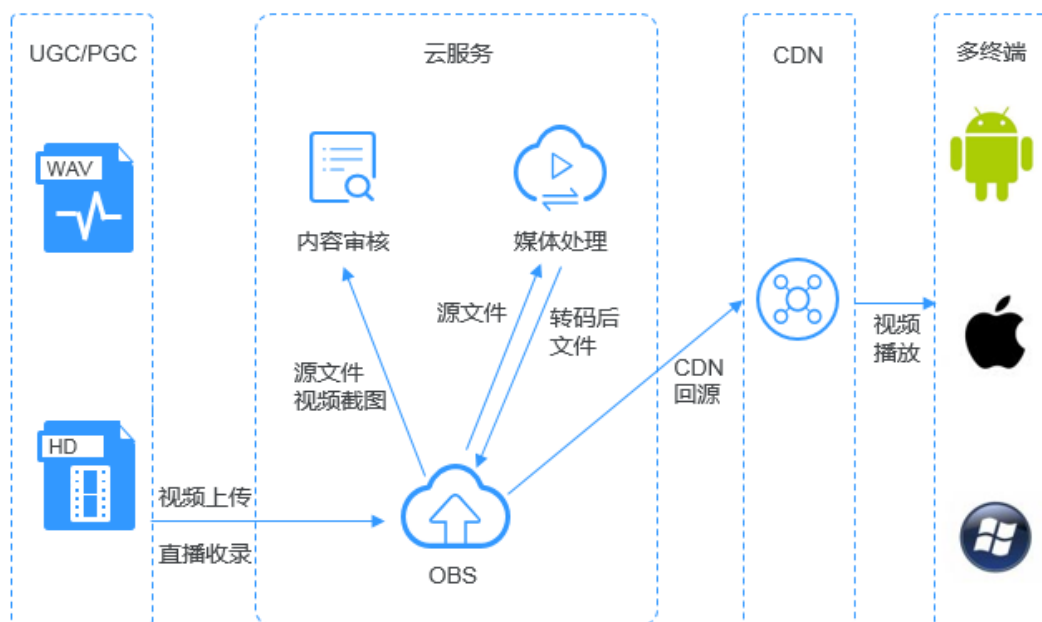 UGC/PGC
云服务
CDN
多终端
WAV
内容审核
媒体处理
源文件
转码后
文件
源文件
视频截图
CDN
回源
视频
播放
HD
视频上传
直播收录
OBS